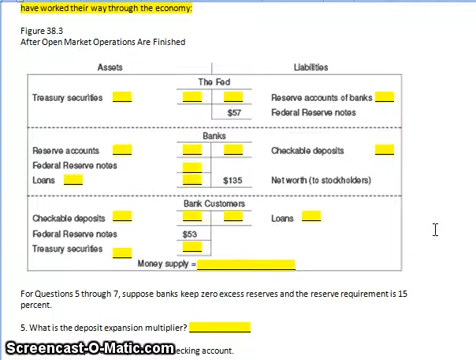 have worked their way through the economy:
Figure 38.3
After Open Market Operations Are Finished
Assets Liabilities
The Fed
Treasury securities Reserve accounts of banks
$57 Federal Reserve notes
Banks
Reserve accounts Checkable deposits
Federal Reserve notes
Loans $135 Net worth (to stockholders)
Bank Customers
Checkable deposits Loans
Federal Reserve notes $53
Treasury securities
Money supply =
For Questions 5 through 7, suppose banks keep zero excess reserves and the reserve requirement is 15
percent.
5. What is the deposit expansion multiplier?
Screencast-O-Matic.com
ecking account.